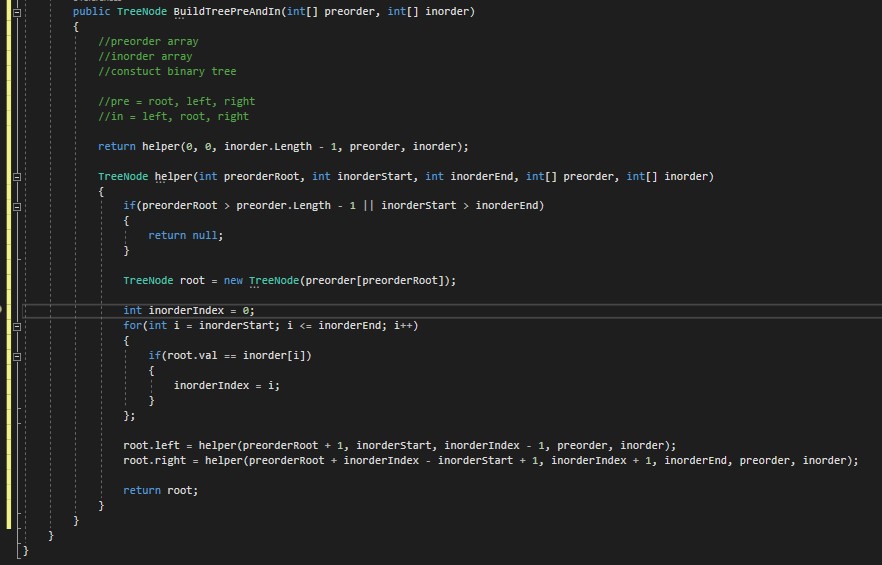 public TreeNode BuildTreePreAndIn(int[] preorder, int[] inorder)
{
//preorder array
//inorder array
//constuct binary tree
//pre = root, left, right
//in = left, root, right
return helper(0, 0, inorder.Length - 1, preorder, inorder);
TreeNode helper(int preorderRoot, int inorderStart, int inorderEnd, int[] preorder, int[] inorder)
{
if(preorderRoot > preorder.Length - 1 || inorderStart > inorderEnd)
{
return null;
}
TreeNode root = new TreeNode(preorder[preorderRoot]);
int inorderIndex = 0;
for(int i = inorderStart; i <= inorderEnd; i++)
{
if(root.val == inorder[i])
{
inorderIndex = i;
}
};
root.left = helper(preorderRoot + 1, inorderStart, inorderIndex - 1, preorder, inorder);
root.right = helper(preorderRoot + inorderIndex - inorderStart + 1, inorderIndex + 1, inorderEnd, preorder, inorder);
return root;
}
}
}
}